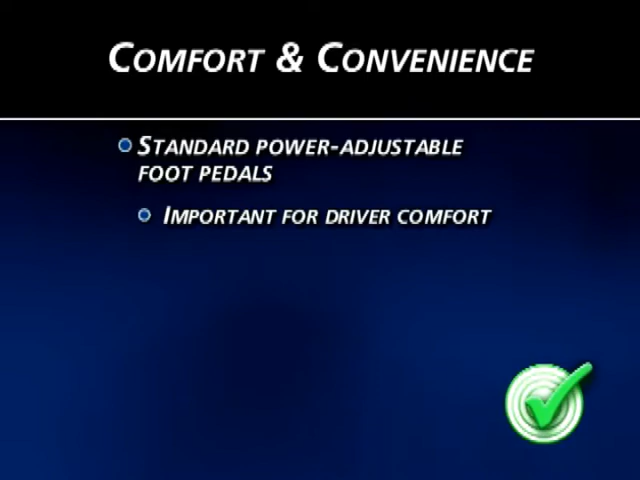 COMFORT & CONVENIENCE
STANDARD POWER-ADJUSTABLE
FOOT PEDALS
IMPORTANT FOR DRIVER COMFORT